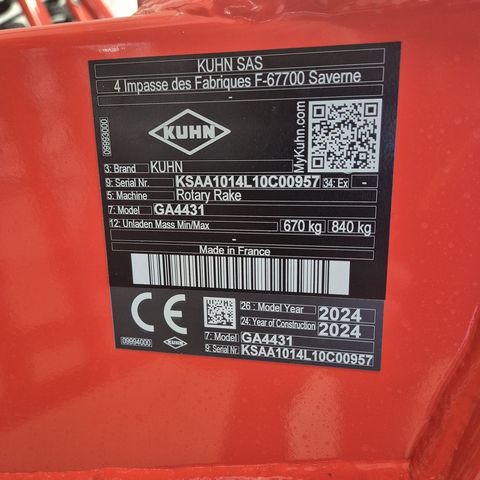 KUHN SAS
4 Impasse des Fabriques F-67700 Saverne
KUHN
MyKuhn.com
09993000
3: Brand KUHN
9: Serial Nr. KSAA1014L10C00957 34: Ex -
5: Machine Rotary Rake
7: Model GA4431
12: Unladen Mass Min/Max 670 kg 840 kg
-
Made in France
CE
26: Model Year 2024
24: Year of Construction 2024
7: Model GA4431
9: Serial Nr KSAA1014L10C00957
09994000
KUHN